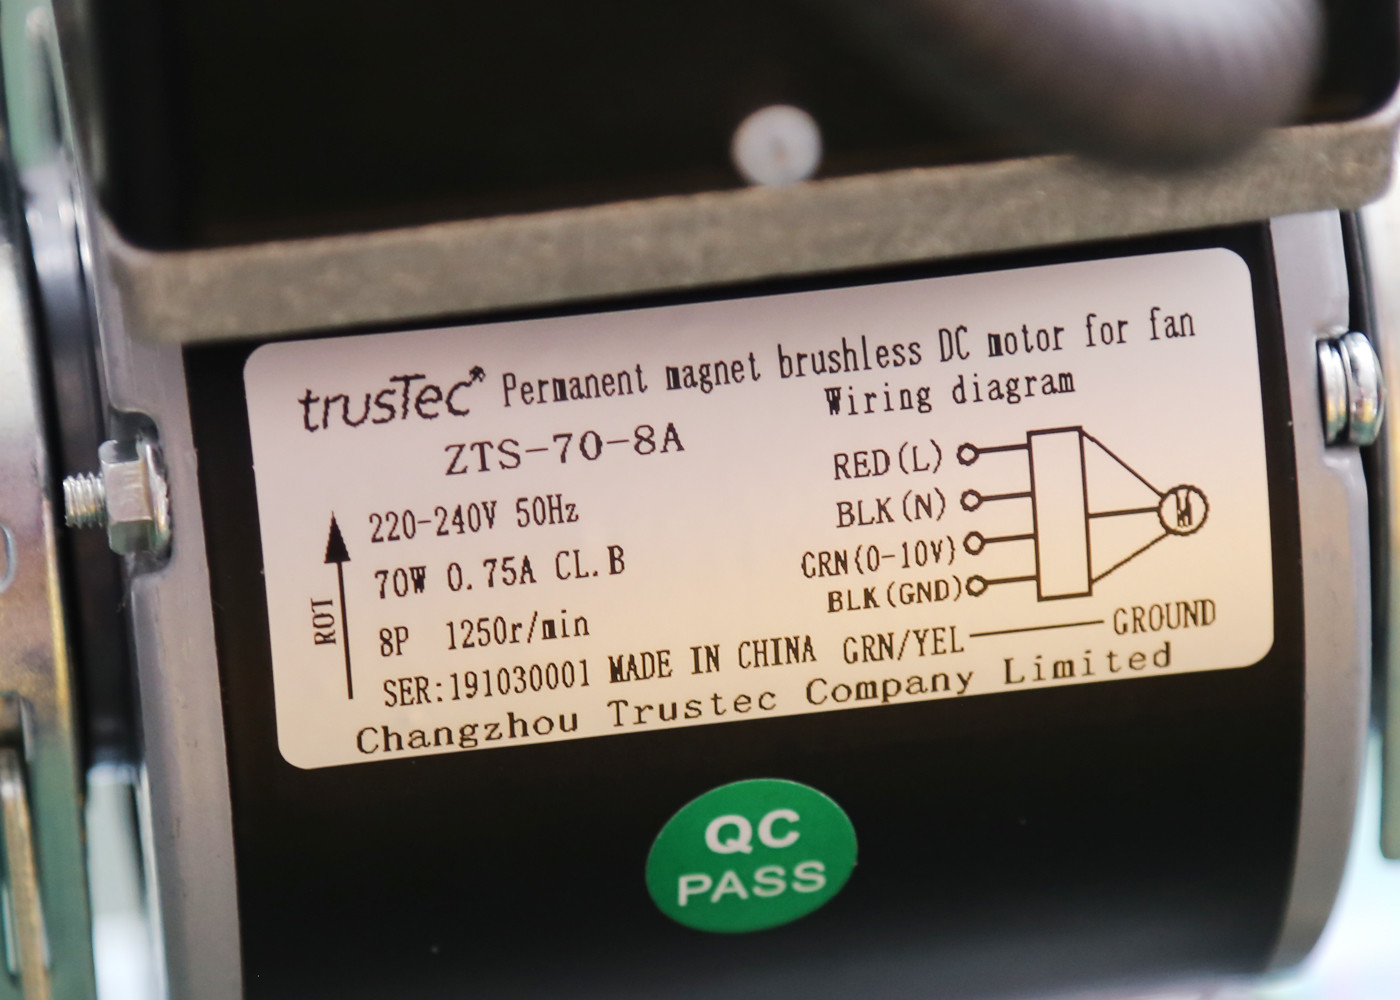 trusTec® Permanent magnet brushless DC motor for fan
ZTS-70-8A
Wiring diagram
ROT
220-240V 50Hz
70W 0.75A CL.B
8P 1250r/min
SER:191030001 MADE IN CHINA
RED(L)
BLK(N)
GRN(0-10V)
BLK(GND)
M
GRN/YEL GROUND
Changzhou Trustec Company Limited
QC
PASS